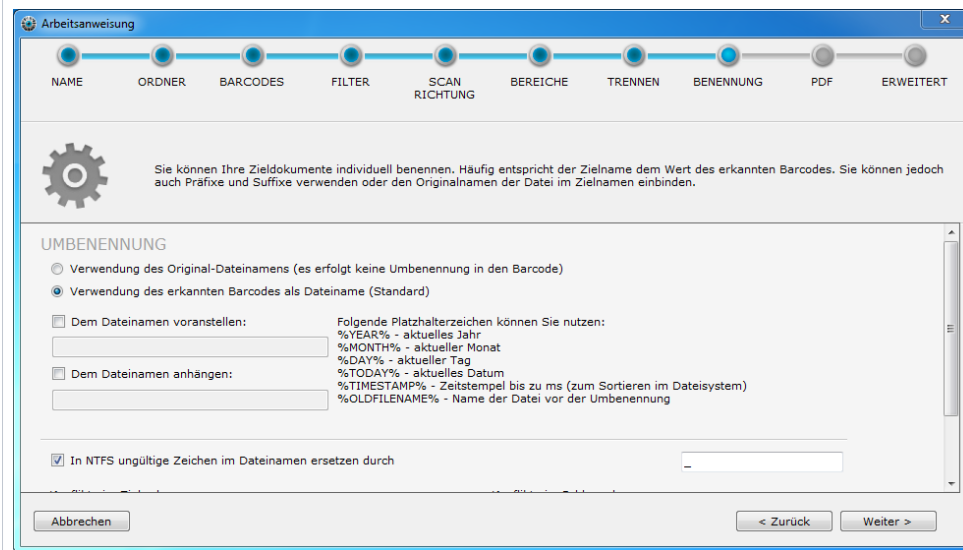 Arbeitsanweisung
x
NAME ORDNER BARCODES FILTER SCAN RICHTUNG BEREICHE TRENNEN BENENNUNG PDF ERWEITERT
Sie können Ihre Zieldokumente individuell benennen. Häufig entspricht der Zielname dem Wert des erkannten Barcodes. Sie können jedoch
auch Präfixe und Suffixe verwenden oder den Originalnamen der Datei im Zielnamen einbinden.
UMBENENNUNG
Verwendung des Original-Dateinamens (es erfolgt keine Umbenennung in den Barcode)
Verwendung des erkannten Barcodes als Dateiname (Standard)
Dem Dateinamen voranstellen:
Dem Dateinamen anhängen:
Folgende Platzhalterzeichen können Sie nutzen:
%YEAR% - aktuelles Jahr
%MONTH% - aktueller Monat
%DAY% - aktueller Tag
%TODAY% - aktuelles Datum
%TIMESTAMP% - Zeitstempel bis zu ms (zum Sortieren im Dateisystem)
%OLDFILENAME% - Name der Datei vor der Umbenennung
In NTFS ungültige Zeichen im Dateinamen ersetzen durch
_
Abbrechen
< Zurück
Weiter >